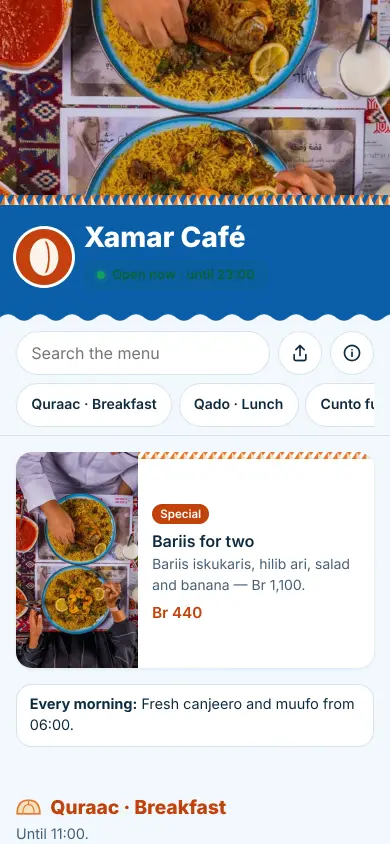 Xamar Café
Open now · until 23:00
Search the menu
Quraac · Breakfast
Qado · Lunch
Cunto fu
Special
Bariis for two
Bariis iskukaris, hilib ari, salad
and banana — Br 1,100.
Br 440
Every morning: Fresh canjeero and muufo from
06:00.
Quraac · Breakfast
Until 11:00.